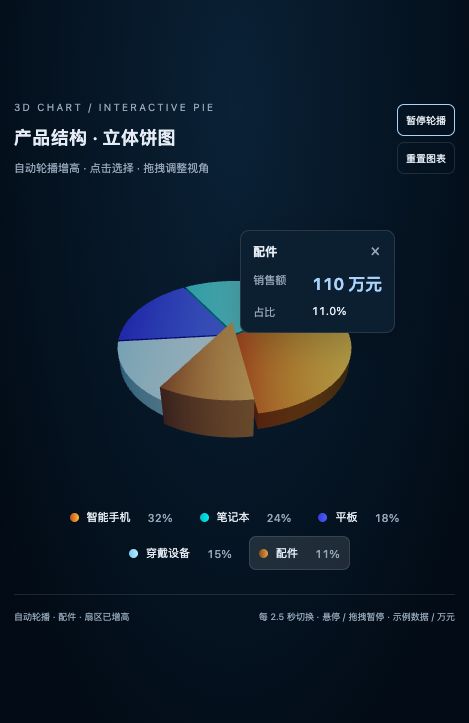 3D CHART / INTERACTIVE PIE
产品结构 · 立体饼图
自动轮播增高 · 点击选择 · 拖拽调整视角
暂停轮播
重置图表
配件 ×
销售额 110 万元
占比 11.0%
智能手机 32% 笔记本 24% 平板 18%
穿戴设备 15% 配件 11%
自动轮播 · 配件 · 扇区已增高
每 2.5 秒切换 · 悬停 / 拖拽暂停 · 示例数据 / 万元